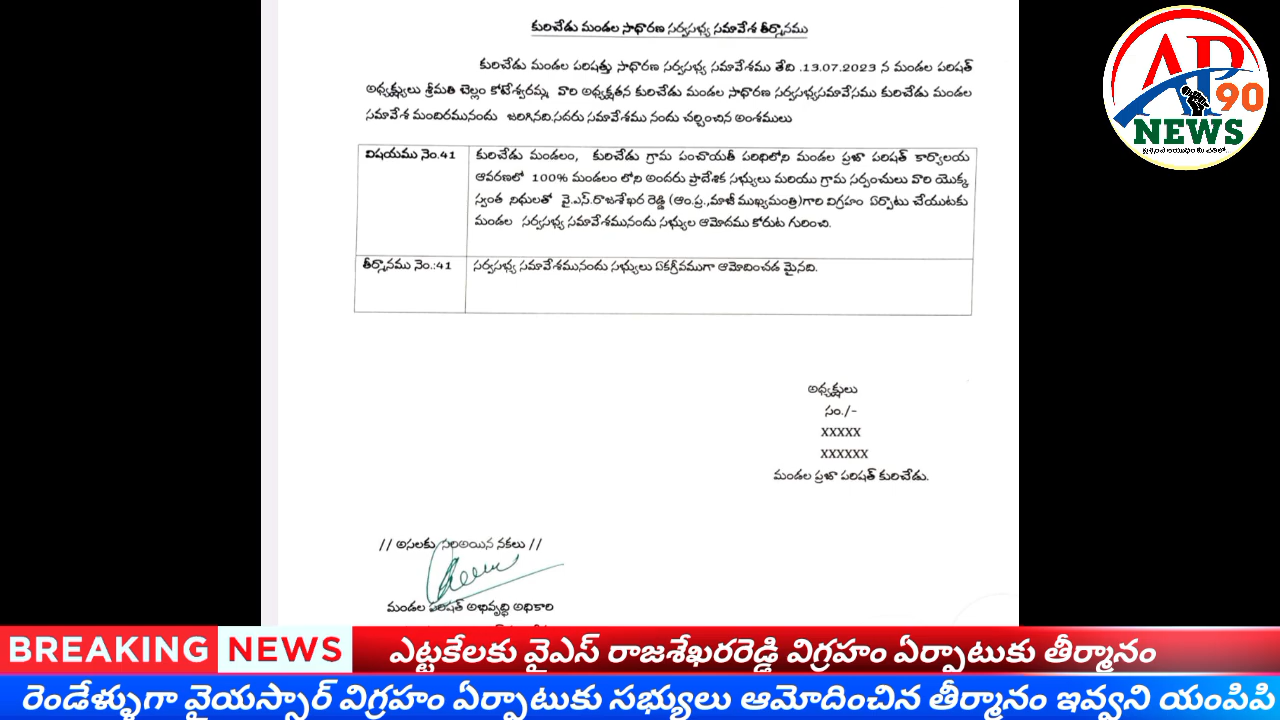 కురిచేడు మండల సాధారణ సర్వసభ్య సమావేశ తీర్మానము
కురిచేడు మండల పరిషత్తు సాధారణ సర్వసభ్య సమావేశము తేది .13.07.2023 న మండల పరిషత్
అధ్యక్ష్యులు శ్రీమతి బెల్లం కోటేశ్వరమ్మ వారి అధ్యక్షతన కురిచేడు మండల సాధారణ సర్వసభ్యసమావేసము కురిచేడు మండల
సమావేశ మందిరమునందు జరిగినది.సదరు సమావేశము నందు చర్చించిన అంశములు
విషయము నెం.41
కురిచేడు మండలం, కురిచేడు గ్రామ పంచాయతీ పరిధిలోని మండల ప్రజా పరిషత్ కార్యాలయ
ఆవరణలో 100% మండలం లోని అందరు ప్రాదేశిక సభ్యులు మరియు గ్రామ సర్పంచులు వారి యొక్క
స్వంత నిధులతో వై.ఎస్.రాజశేఖర రెడ్డి (ఆం.ప్ర.,మాజీ ముఖ్యమంత్రి)గారి విగ్రహం ఏర్పాటు చేయుటకు
మండల సర్వసభ్య సమావేశమునందు సభ్యుల ఆమోదము కోరుట గురించి.
తీర్మానము నెం.:41
సర్వసభ్య సమావేశమునందు సభ్యులు ఏకగ్రీవముగా ఆమోదించడ మైనది.
అధ్యక్షులు
సం./-
XXXXX
XXXXXX
మండల ప్రజా పరిషత్ కురిచేడు.
// అసలకు సరిఅయిన నకలు //
మండల పరిషత్ అభివృద్ధి అధికారి
AP
90
NEWS
BREAKING NEWS
ఎట్టకేలకు వైఎస్ రాజశేఖరరెడ్డి విగ్రహం ఏర్పాటుకు తీర్మానం
రెండేళ్ళుగా వైయస్సార్ విగ్రహం ఏర్పాటుకు సభ్యులు ఆమోదించిన తీర్మానం ఇవ్వని యంపిపి